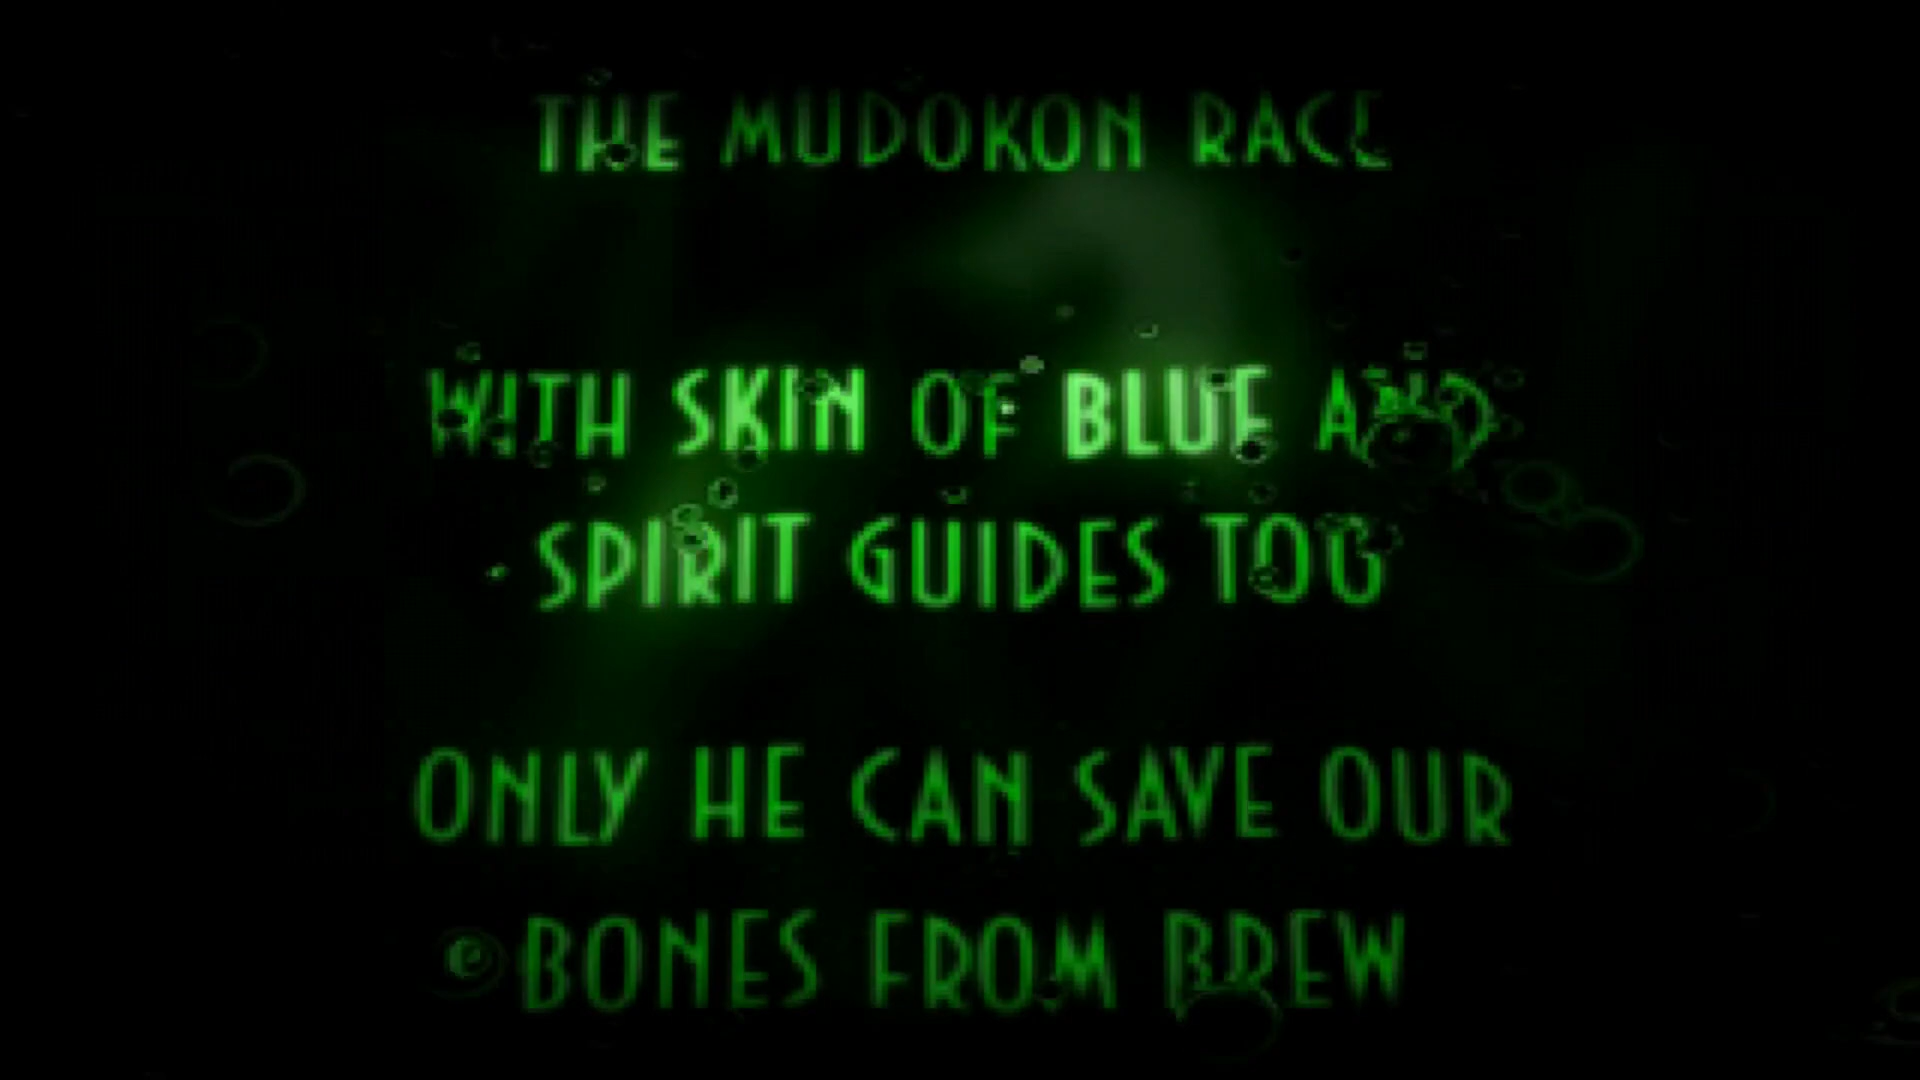 THE MUDOKON RACE
WITH SKIN OF BLUE AND
SPIRIT GUIDES TOO
ONLY HE CAN SAVE OUR
BONES FROM BREW